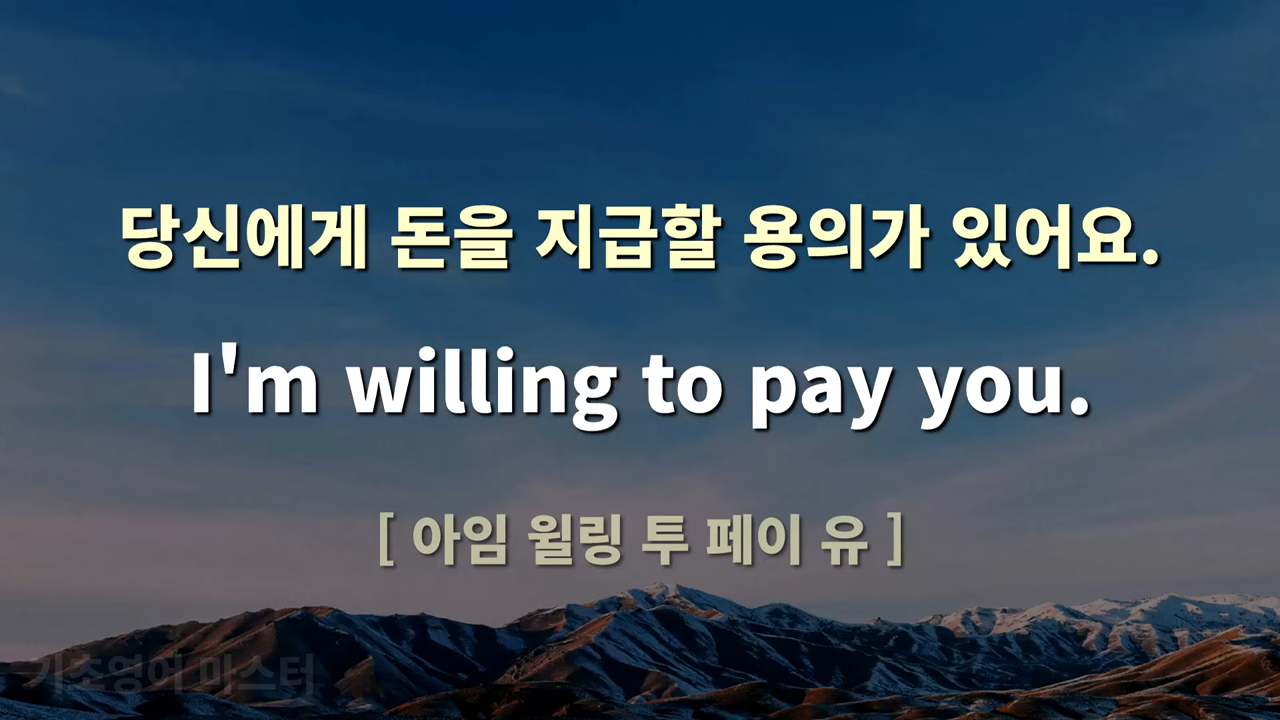 당신에게 돈을 지급할 용의가 있어요.
I'm willing to pay you.
[ 아임 윌링 투 페이 유 ]
기초영어 마스터